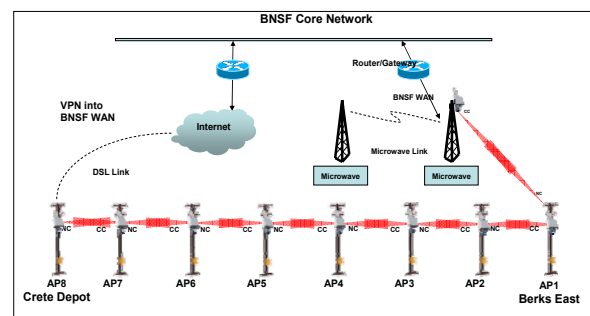 BNSF Core Network
Router/Gateway
VPN into
BNSF WAN
BNSF WAN
Internet
CC
DSL Link
Microwave Link
Microwave
Microwave
NC
NC CC NC CC NC CC NC CC NC CC NC CC NC CC
AP8 AP7 AP6 AP5 AP4 AP3 AP2 AP1
Crete Depot Berks East